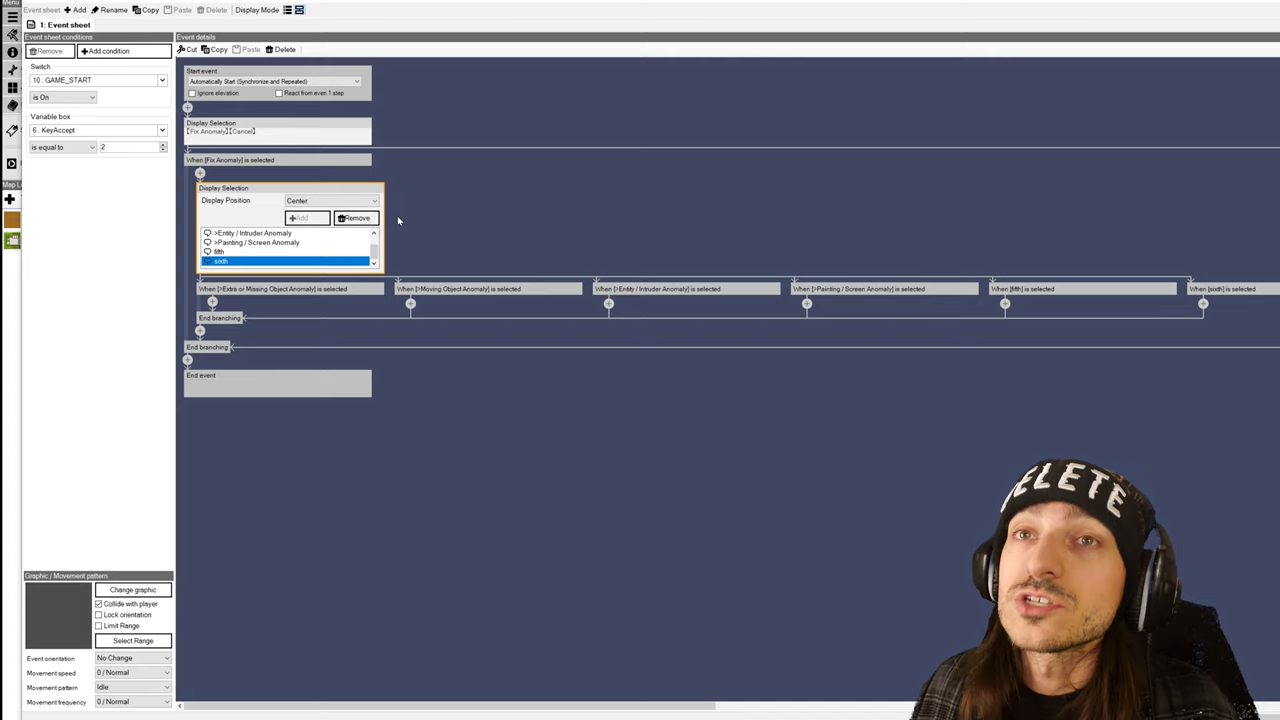 Menu
Event sheet Add Rename Copy Paste Delete Display Mode
1: Event sheet
Event sheet conditions
Remove Add condition
Switch
10 : GAME_START
is On
Variable box
6 : KeyAccept
is equal to 2
Map L
Event details
Cut Copy Paste Delete
Start event
Automatically Start (Synchronize and Repeated)
Ignore elevation React from even 1 step
Display Selection
【Fix Anomaly】【Cancel】
When [Fix Anomaly] is selected
Display Selection
Display Position Center
Add Remove
>Entity / Intruder Anomaly
>Painting / Screen Anomaly
fifth
sixth
When [>Extra or Missing Object Anomaly] is selected When [>Moving Object Anomaly] is selected When [>Entity / Intruder Anomaly] is selected When [>Painting / Screen Anomaly] is selected When [fifth] is selected When [sixth] is selected
End branching
End branching
End event
Graphic / Movement pattern
Change graphic
Collide with player
Lock orientation
Limit Range
Select Range
Event orientation No Change
Movement speed 0 / Normal
Movement pattern Idle
Movement frequency 0 / Normal
DELETE